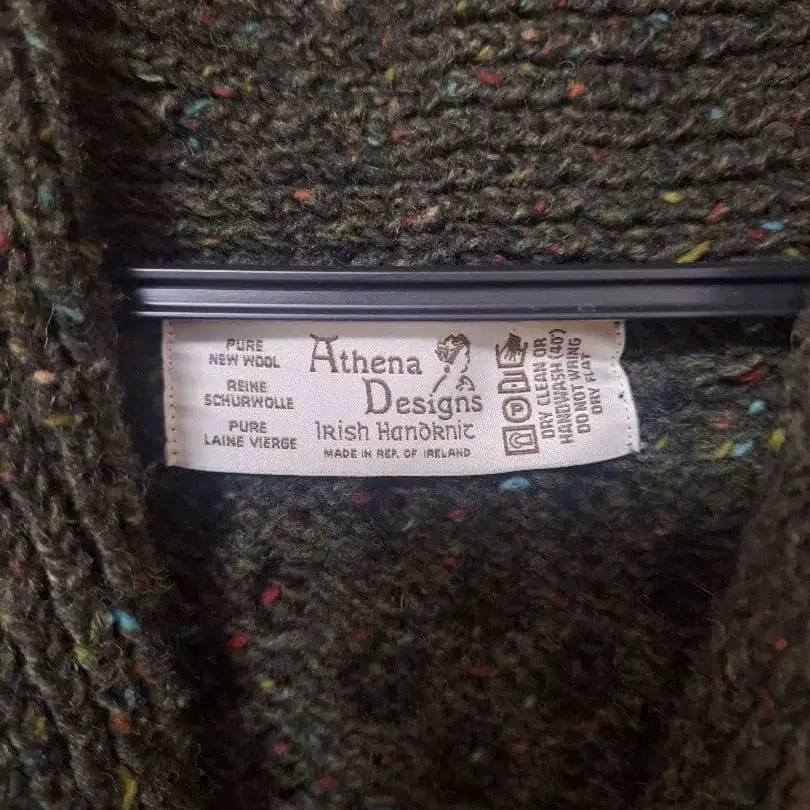 PURE
NEW WOOL
REINE
SCHURWOLLE
PURE
LAINE VIERGE
Athena
Designs
Irish Handknit
MADE IN REP. OF IRELAND
P
DRY CLEAN OR
HANDWASH (40°)
DO NOT WRING
DRY FLAT